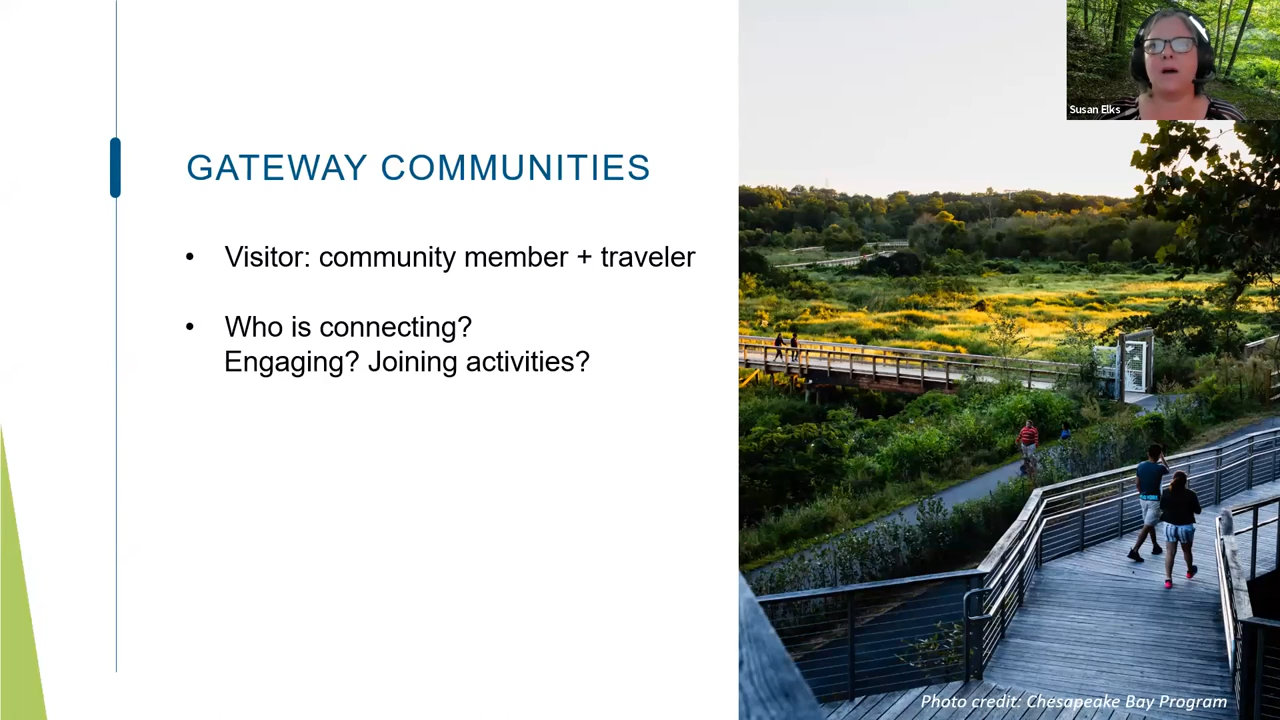 Susan Elks
GATEWAY COMMUNITIES
• Visitor: community member + traveler
• Who is connecting?
Engaging? Joining activities?
Photo credit: Chesapeake Bay Program